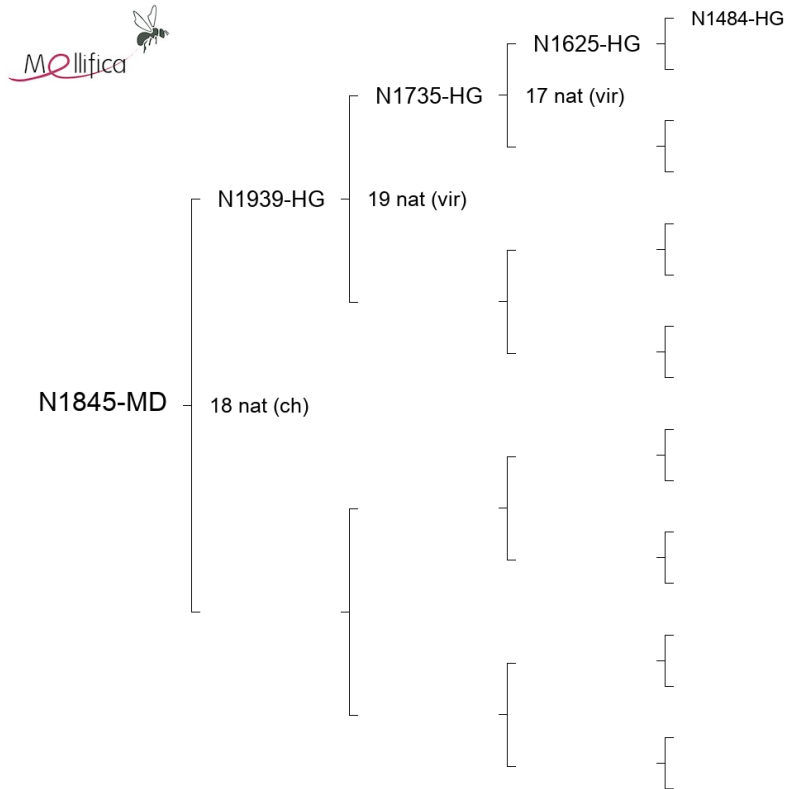 Mellifica
N1484-HG
N1625-HG
N1735-HG
17 nat (vir)
N1939-HG
19 nat (vir)
N1845-MD
18 nat (ch)